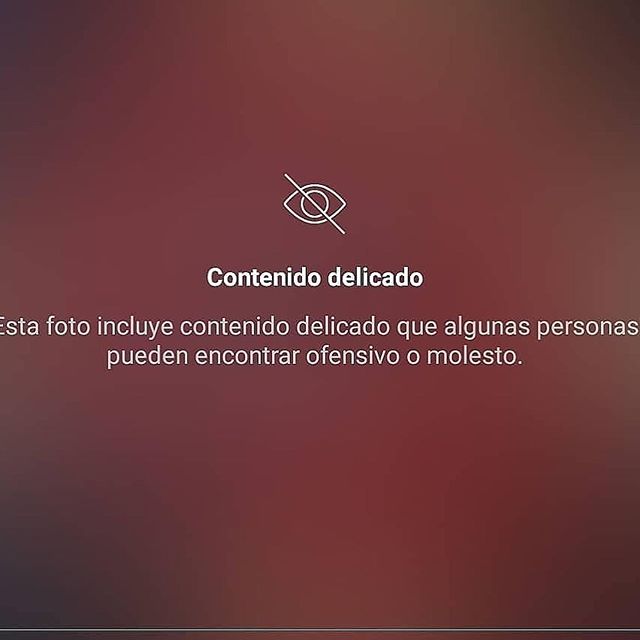 Contenido delicado
Esta foto incluye contenido delicado que algunas personas
pueden encontrar ofensivo o molesto.